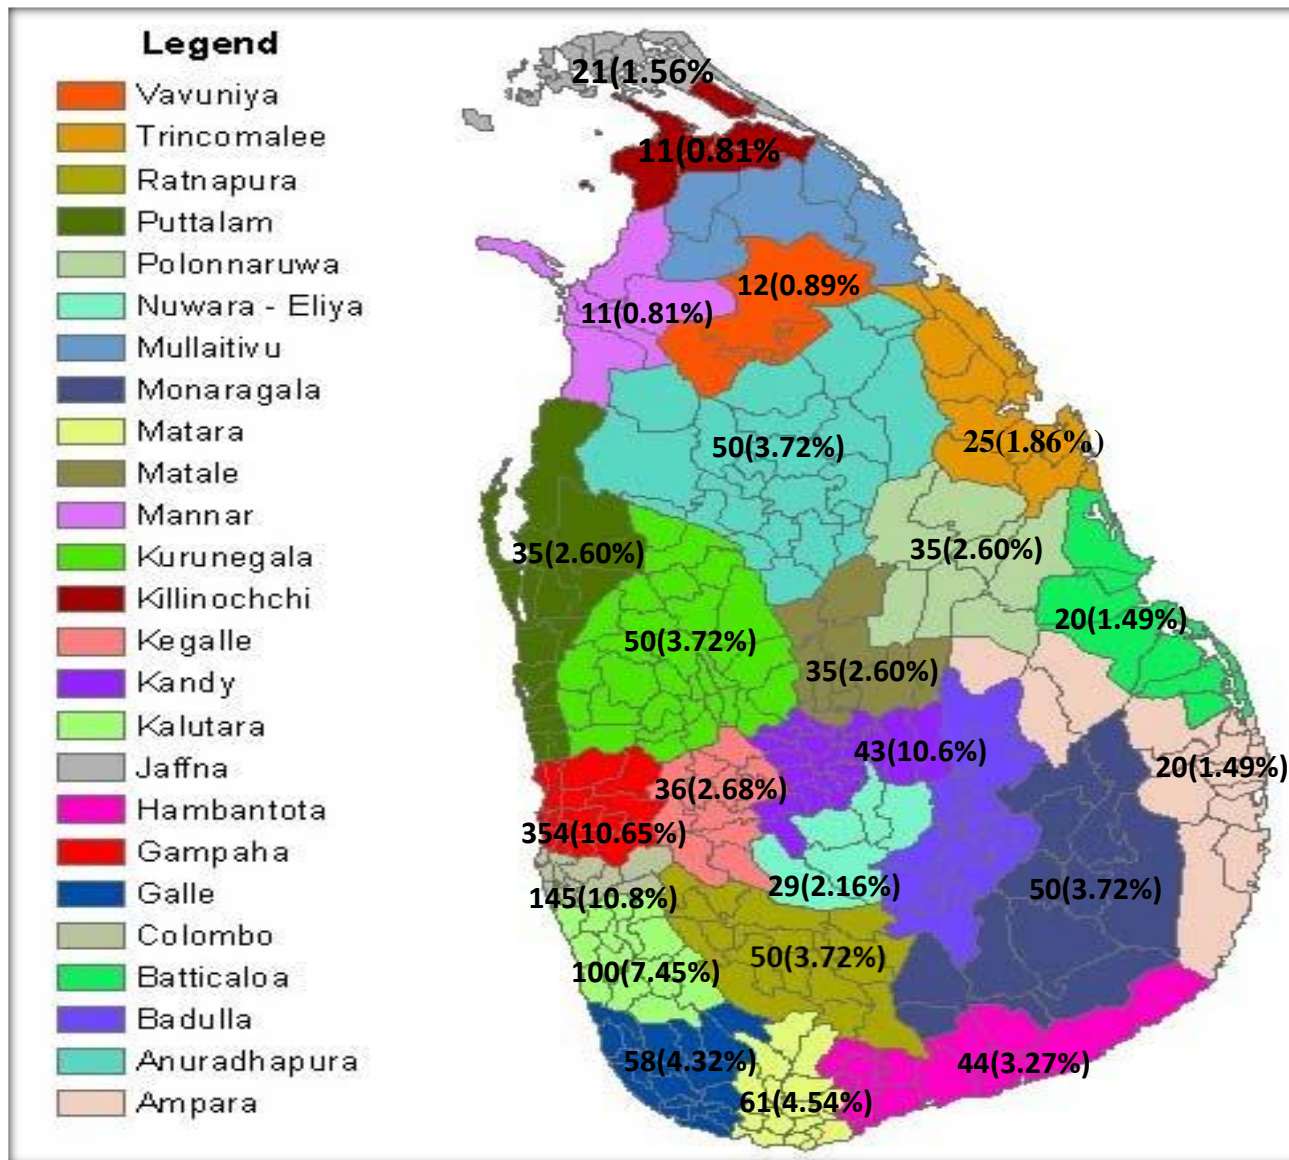 Legend
Vavuniya
Trincomalee
Ratnapura
Puttalam
Polonnaruwa
Nuwara - Eliya
Mullaitivu
Monaragala
Matara
Matale
Mannar
Kurunegala
Killinochchi
Kegalle
Kandy
Kalutara
Jaffna
Hambantota
Gampaha
Galle
Colombo
Batticaloa
Badulla
Anuradhapura
Ampara
21(1.56%
11(0.81%
12(0.89%
11(0.81%)
50(3.72%)
25(1.86%)
35(2.60%)
35(2.60%)
20(1.49%)
50(3.72%)
35(2.60%)
43(10.6%)
20(1.49%)
36(2.68%)
354(10.65%)
29(2.16%)
50(3.72%)
145(10.8%)
50(3.72%)
100(7.45%)
58(4.32%)
44(3.27%)
61(4.54%)